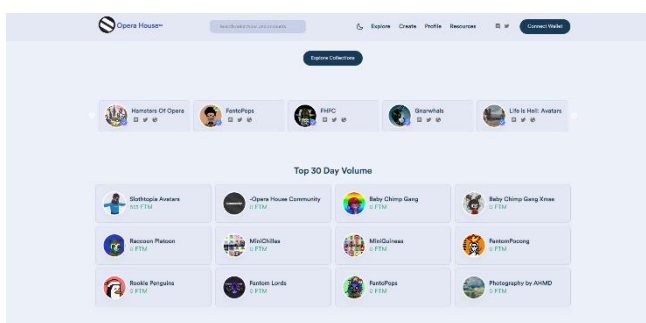 Opera House
Explore Create Profile Resources
Connect Wallet
Explore Collections
Hamsters Of Opera
FantoPops
FHFC
Gnarwhals
Life Is Hell: Avatars
Top 30 Day Volume
Slothtopia Avatars
FTM
-Opera House Community
0 FTM
Baby Chimp Gang
0 FTM
Baby Chimp Gang Xmas
0 FTM
Raccoon Platoon
0 FTM
MiniChillas
0 FTM
MiniGuineas
0 FTM
FantomPocong
0 FTM
Rookie Penguins
0 FTM
Fantom Lords
0 FTM
FantoPops
0 FTM
Photography by AHMD
0 FTM